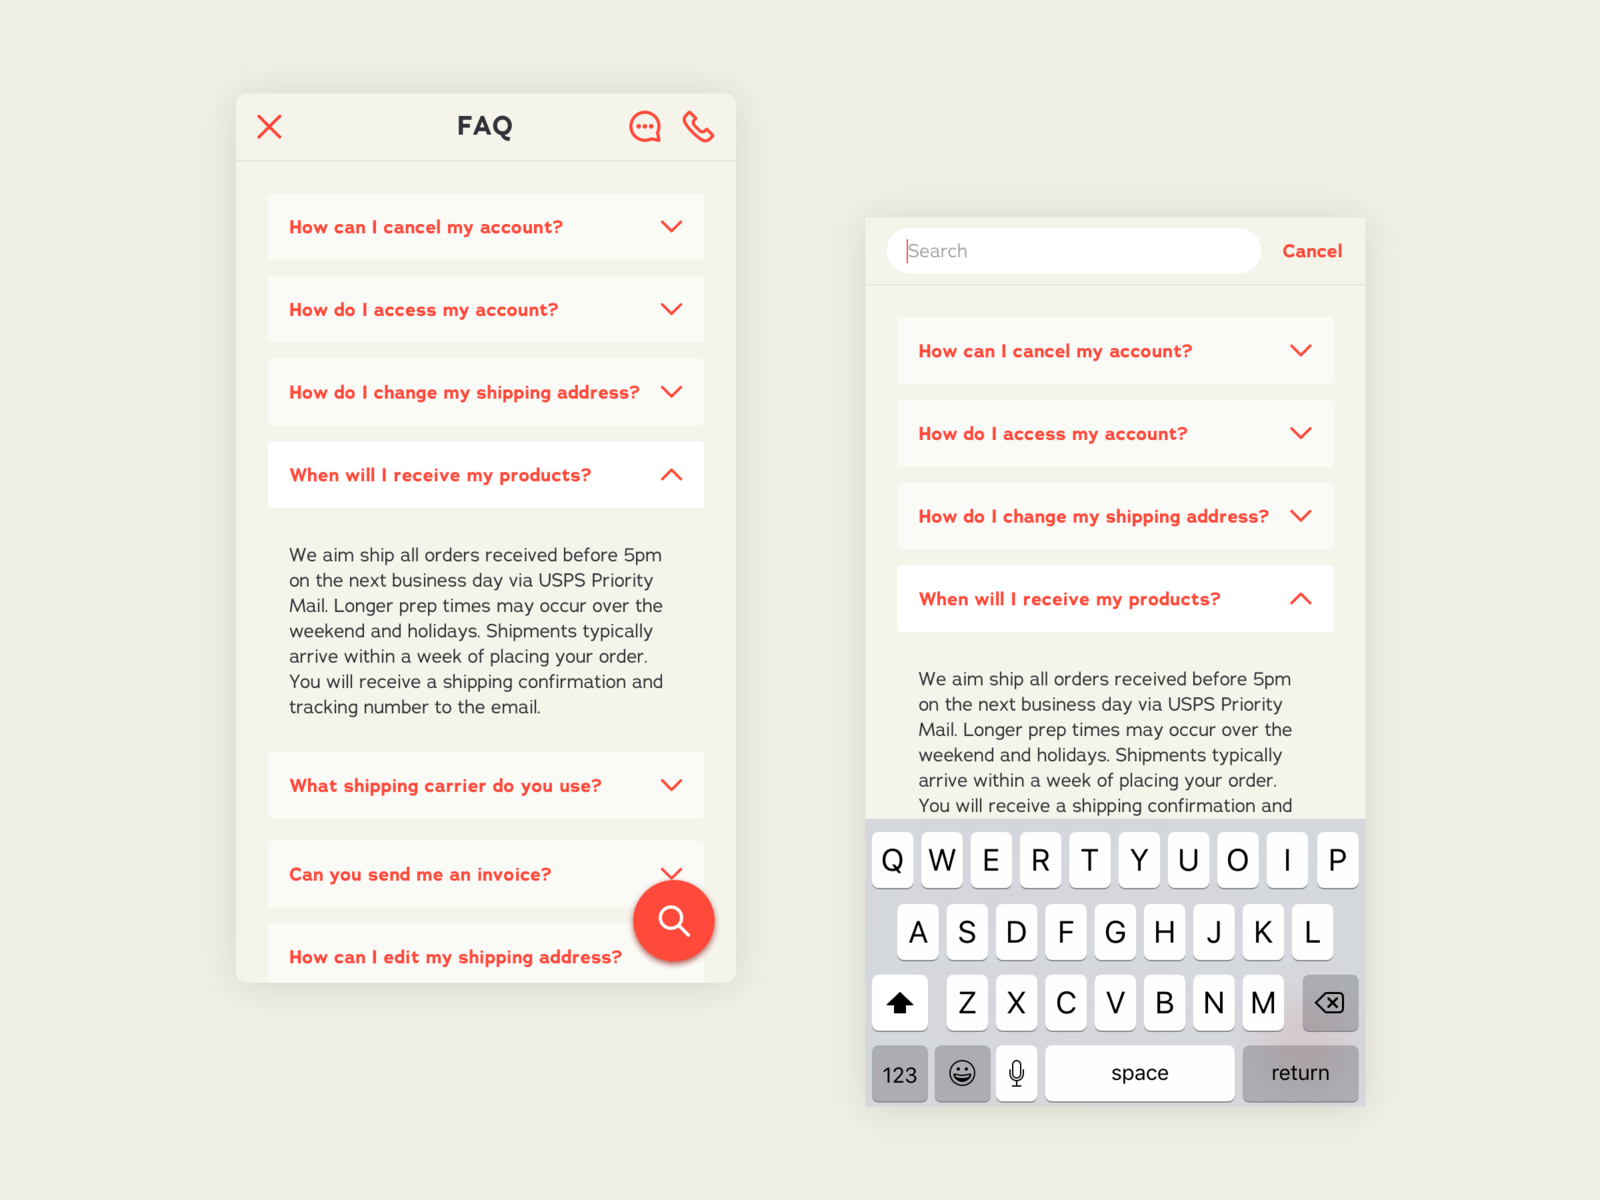 FAQ
How can I cancel my account?
How do I access my account?
How do I change my shipping address?
When will I receive my products?
We aim ship all orders received before 5pm
on the next business day via USPS Priority
Mail. Longer prep times may occur over the
weekend and holidays. Shipments typically
arrive within a week of placing your order.
You will receive a shipping confirmation and
tracking number to the email.
What shipping carrier do you use?
Can you send me an invoice?
How can I edit my shipping address?
Search Cancel
How can I cancel my account?
How do I access my account?
How do I change my shipping address?
When will I receive my products?
We aim ship all orders received before 5pm
on the next business day via USPS Priority
Mail. Longer prep times may occur over the
weekend and holidays. Shipments typically
arrive within a week of placing your order.
You will receive a shipping confirmation and
Q W E R T Y U O I P
A S D F G H J K L
Z X C V B N M
123 space return